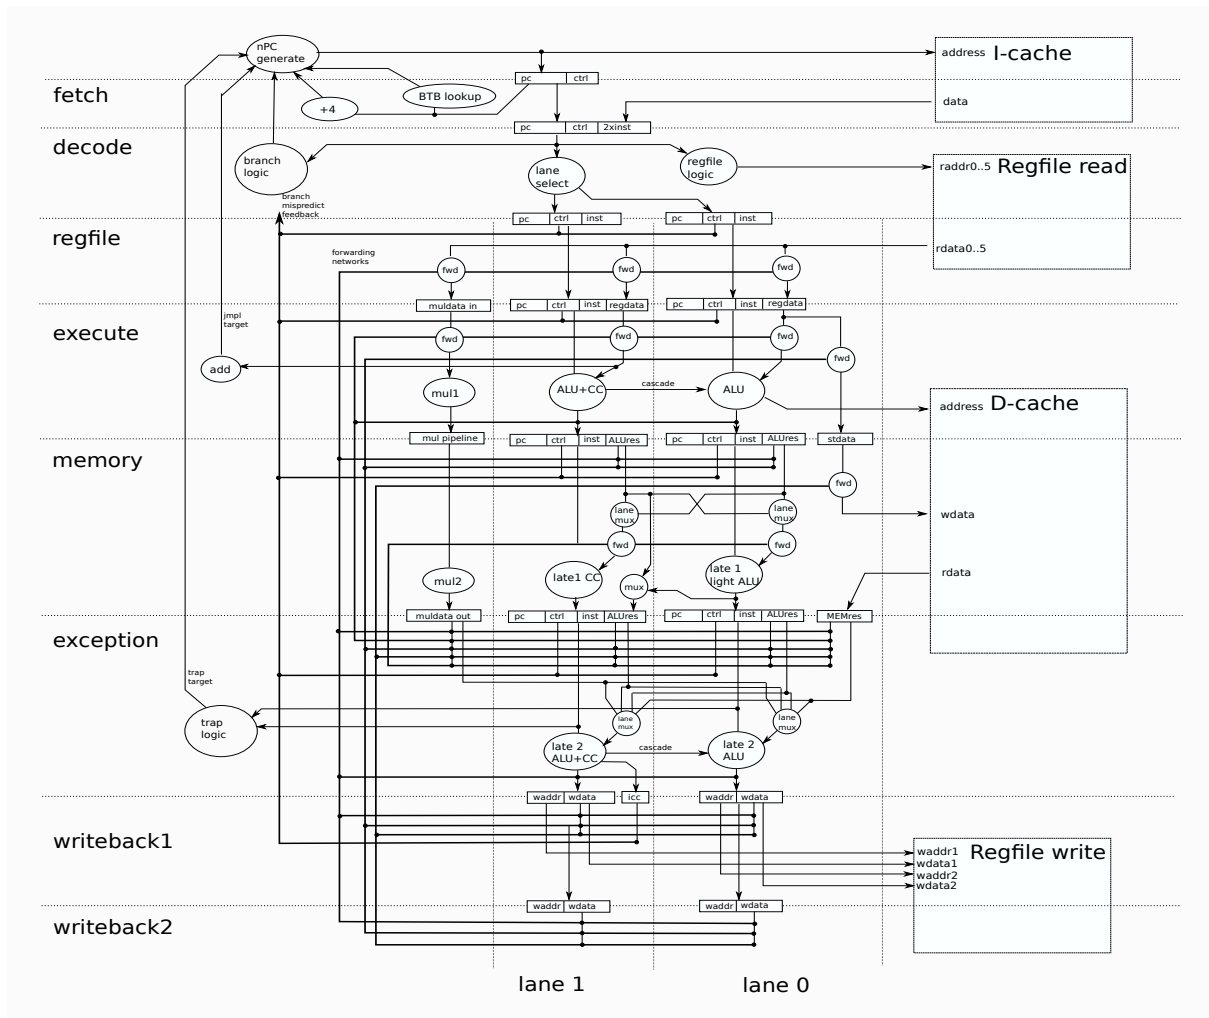 nPC
generate
address I-cache
pc ctrl
fetch
BTB lookup
+4
data
pc ctrl 2xinst
decode
branch
logic
lane
select
regfile
logic
raddr0..5 Regfile read
branch
mispredict
feedback
pc ctrl inst
pc ctrl inst
regfile
rdata0..5
forwarding
networks
fwd
fwd
fwd
muldata in
pc ctrl inst regdata
pc ctrl inst regdata
jmpl
target
execute
fwd
fwd
fwd
fwd
add
mul1
ALU+CC
cascade
ALU
address D-cache
mul pipeline
pc ctrl inst ALUres
pc ctrl inst ALUres
stdata
memory
fwd
lane
mux
lane
mux
wdata
fwd
fwd
mul2
late1 CC
mux
late 1
light ALU
rdata
muldata out
pc ctrl inst ALUres
pc ctrl inst ALUres
MEMres
exception
trap
target
trap
logic
lane
mux
lane
mux
late 2
ALU+CC
cascade
late 2
ALU
waddr wdata
icc
waddr wdata
writeback1
waddr1 Regfile write
wdata1
waddr2
wdata2
waddr wdata
waddr wdata
writeback2
lane 1
lane 0